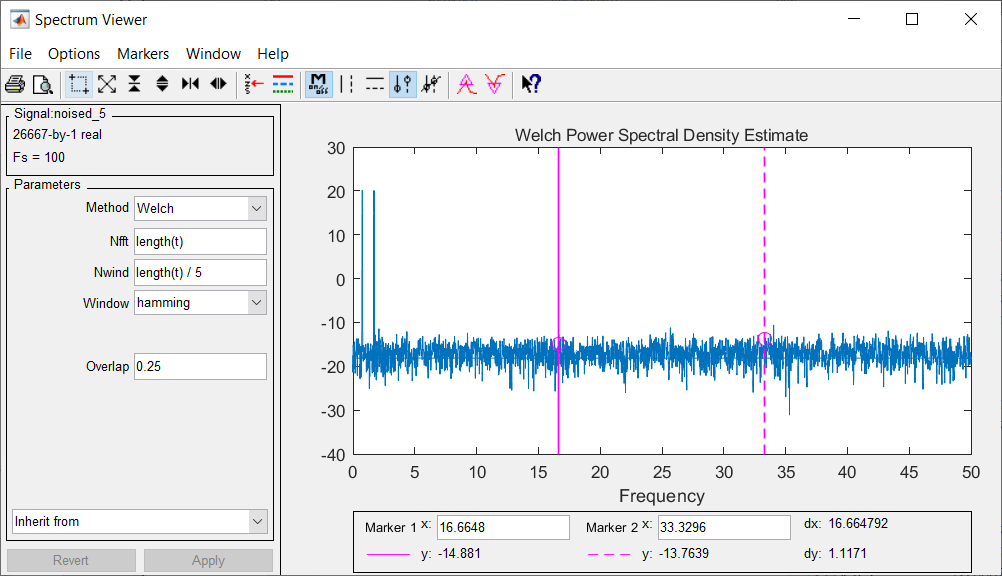 Spectrum Viewer
File Options Markers Window Help
M
on/off
Signal:noised_5
26667-by-1 real
Fs = 100
Parameters
Method Welch
Nfft length(t)
Nwind length(t) / 5
Window hamming
Overlap 0.25
Inherit from
Revert Apply
Welch Power Spectral Density Estimate
30
20
10
0
-10
-20
-30
-40
0 5 10 15 20 25 30 35 40 45 50
Frequency
Marker 1 x: 16.6648 Marker 2 x: 33.3296 dx: 16.664792
y: -14.881 y: -13.7639 dy: 1.1171